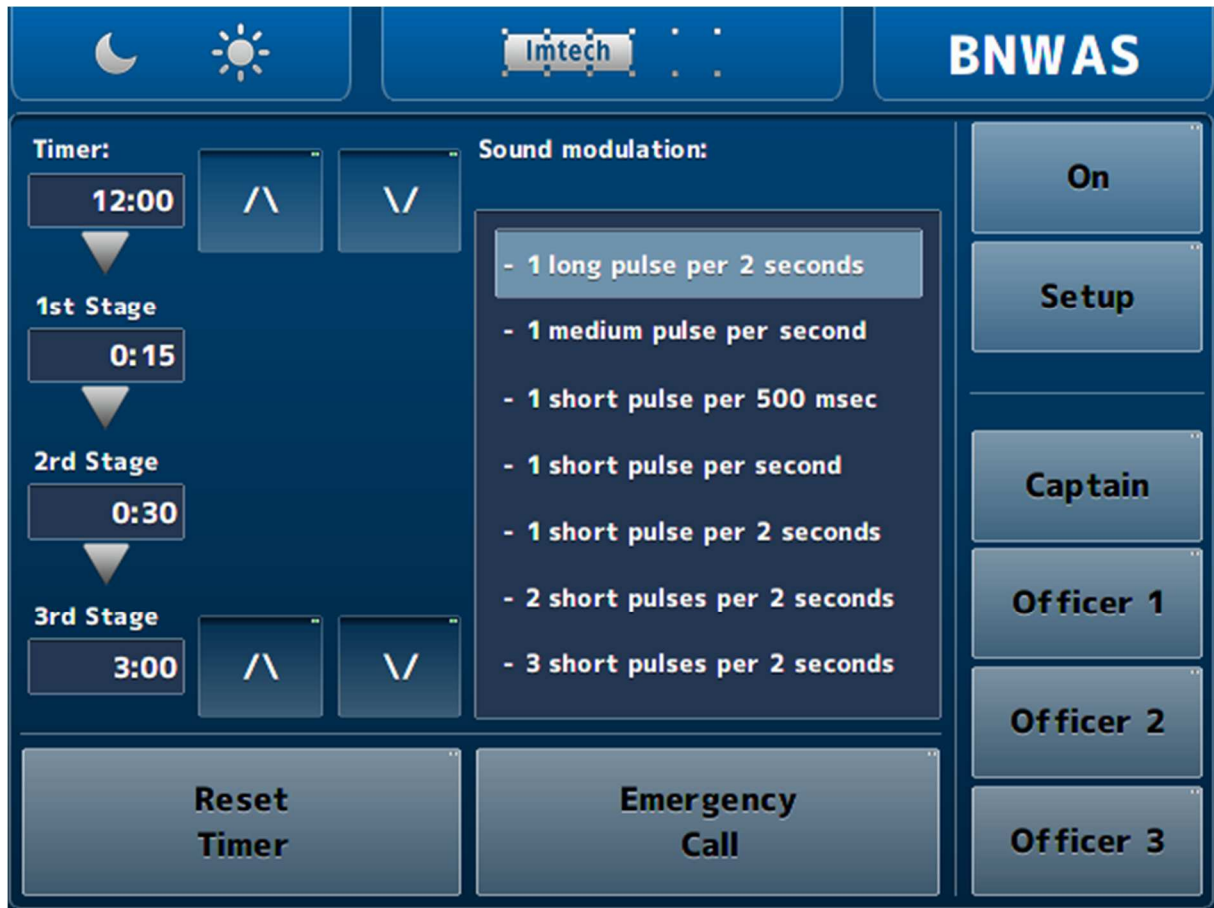 Imtech
BNWAS
Timer:
12:00
/\
\/
1st Stage
0:15
2rd Stage
0:30
3rd Stage
3:00
/\
\/
Sound modulation:
- 1 long pulse per 2 seconds
- 1 medium pulse per second
- 1 short pulse per 500 msec
- 1 short pulse per second
- 1 short pulse per 2 seconds
- 2 short pulses per 2 seconds
- 3 short pulses per 2 seconds
On
Setup
Captain
Officer 1
Officer 2
Officer 3
Reset
Timer
Emergency
Call